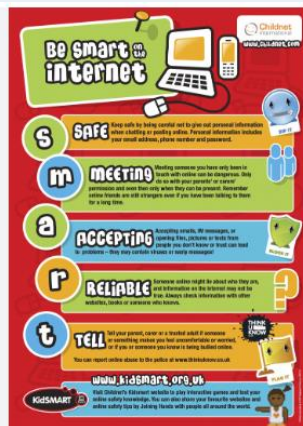 Be smart on the
internet
Childnet
International
www.childnet.com
s
SAFE
Keep safe by being careful not to give out personal information
when chatting or posting online. Personal information includes
your email address, phone number and password.
ZIP IT
m
MEETING
Meeting someone you have only been in
touch with online can be dangerous. Only
do so with your parents' or carers'
permission and even then only when they can be present. Remember
online friends are still strangers even if you have been talking to them
for a long time.
a
ACCEPTING
Accepting emails, IM messages, or
opening files, pictures or texts from
people you don't know or trust can lead
to problems – they may contain viruses or nasty messages!
BLOCK IT
r
RELIABLE
Someone online might lie about who they are,
and information on the internet may not be
true. Always check information with other
websites, books or someone who knows.
t
TELL
Tell your parent, carer or a trusted adult if someone
or something makes you feel uncomfortable or worried,
or if you or someone you know is being bullied online.
You can report online abuse to the police at www.thinkuknow.co.uk
THINK
U
KNOW
FLAG IT
www.kidsmart.org.uk
KidSMART
Visit Childnet's Kidsmart website to play interactive games and test your
online safety knowledge. You can also share your favourite websites and
online safety tips by Joining Hands with people all around the world.